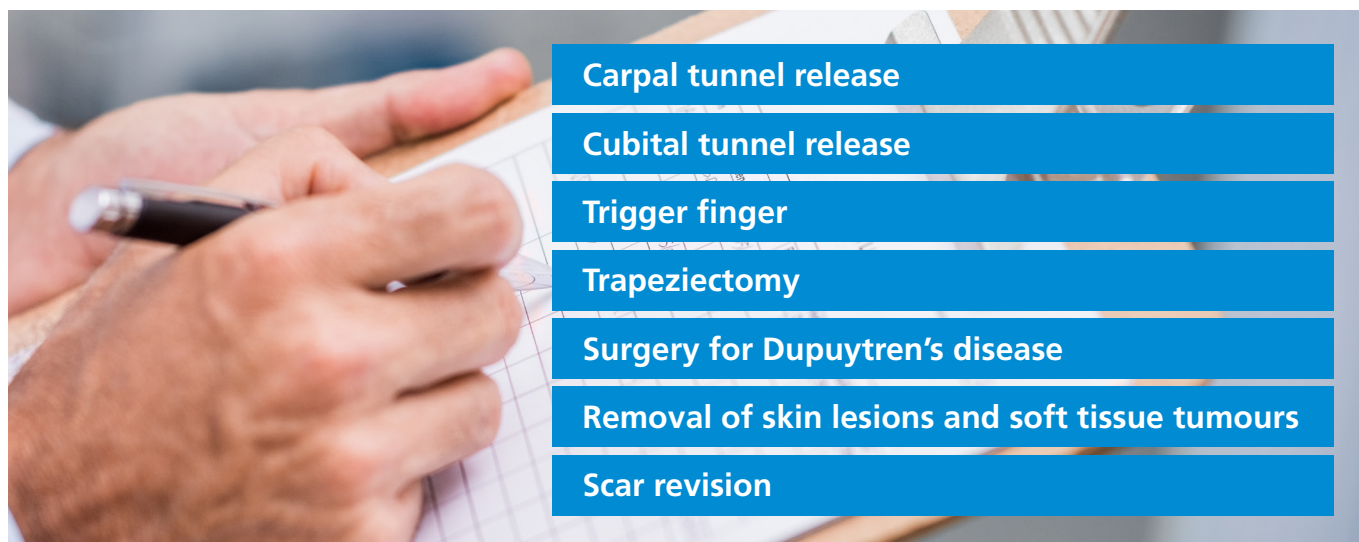 Carpal tunnel release
Cubital tunnel release
Trigger finger
Trapeziectomy
Surgery for Dupuytren’s disease
Removal of skin lesions and soft tissue tumours
Scar revision